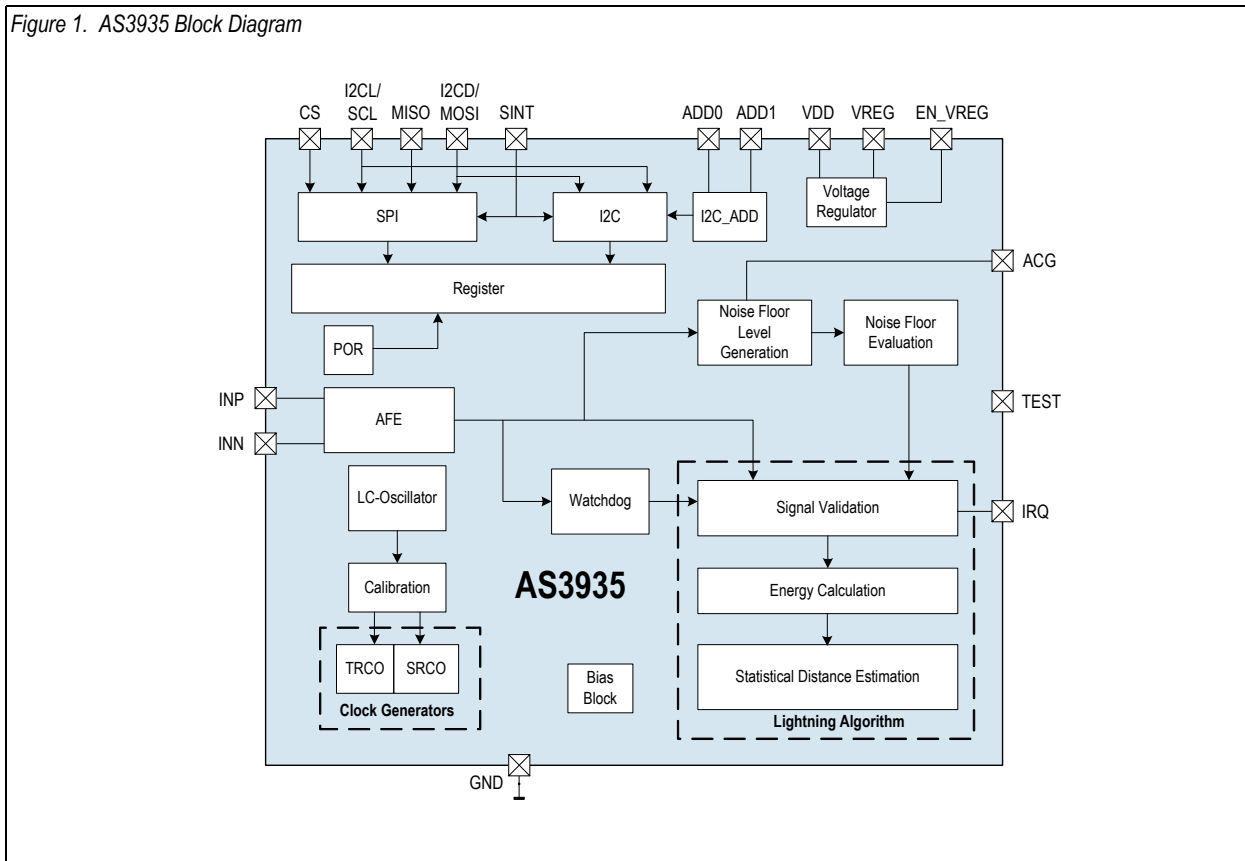 Figure 1. AS3935 Block Diagram
CS
I2CL/
SCL
MISO
I2CD/
MOSI
SINT
ADD0
ADD1
VDD
VREG
EN_VREG
SPI
I2C
I2C_ADD
Voltage
Regulator
Register
ACG
POR
Noise Floor
Level
Generation
Noise Floor
Evaluation
INP
INN
AFE
TEST
LC-Oscillator
Watchdog
Signal Validation
IRQ
Calibration
AS3935
Energy Calculation
TRCO
SRCO
Clock Generators
Bias
Block
Statistical Distance Estimation
Lightning Algorithm
GND